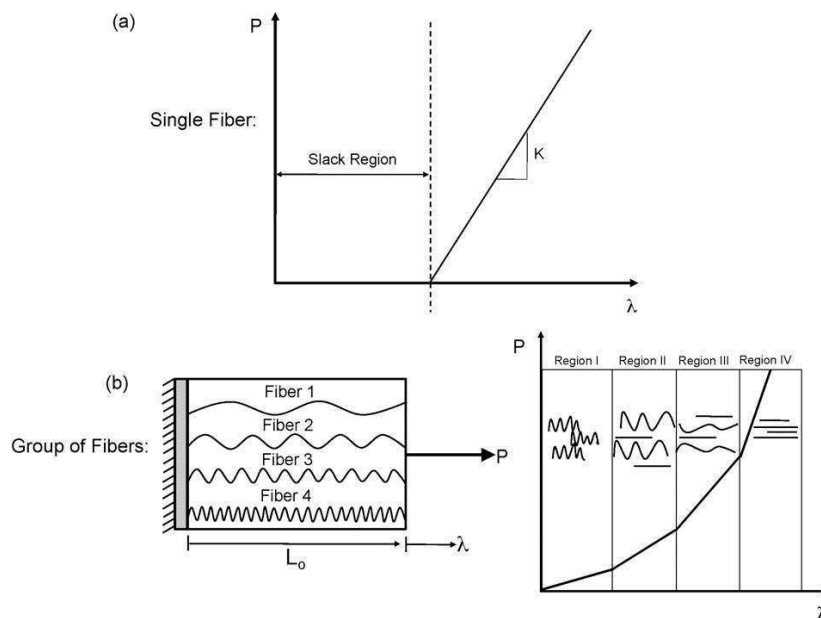 (a)
P
Single Fiber:
Slack Region
K
λ
(b)
Group of Fibers:
Fiber 1
Fiber 2
Fiber 3
Fiber 4
P
Lo
λ
P
Region I Region II Region III Region IV
λ